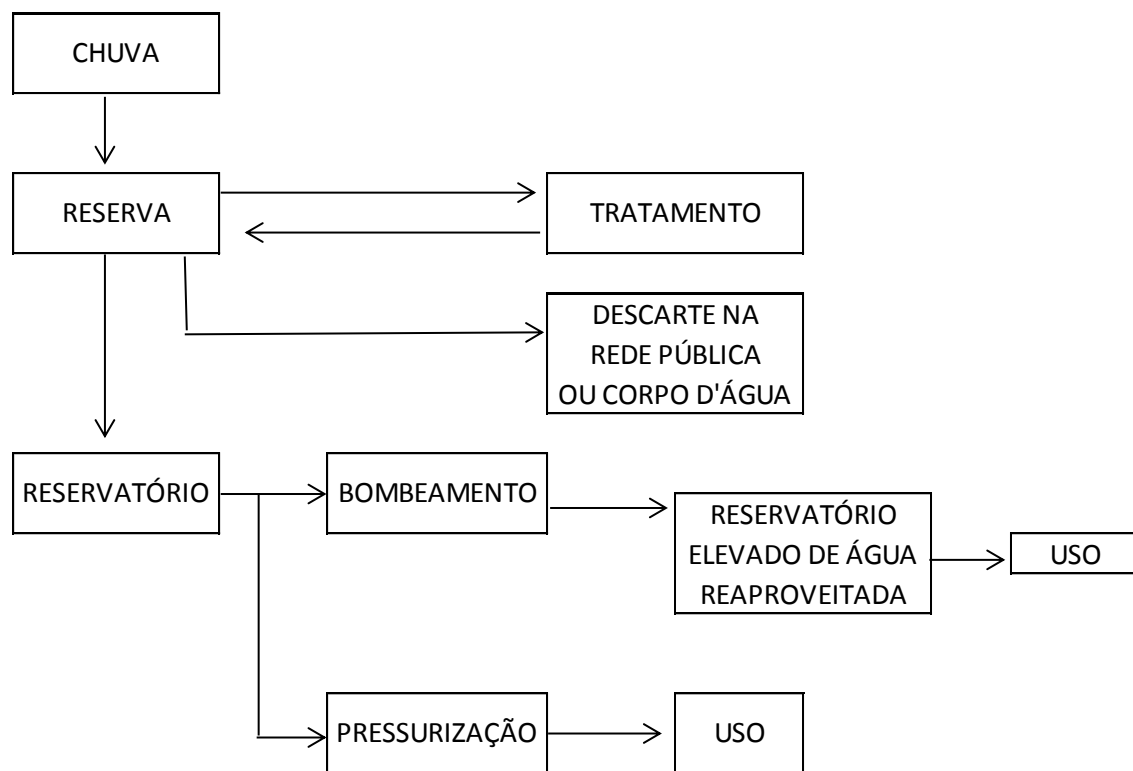 CHUVA
RESERVA
TRATAMENTO
DESCARTE NA
REDE PÚBLICA
OU CORPO D'ÁGUA
RESERVATÓRIO
BOMBEAMENTO
RESERVATÓRIO
ELEVADO DE ÁGUA
REAPROVEITADA
USO
PRESSURIZAÇÃO
USO